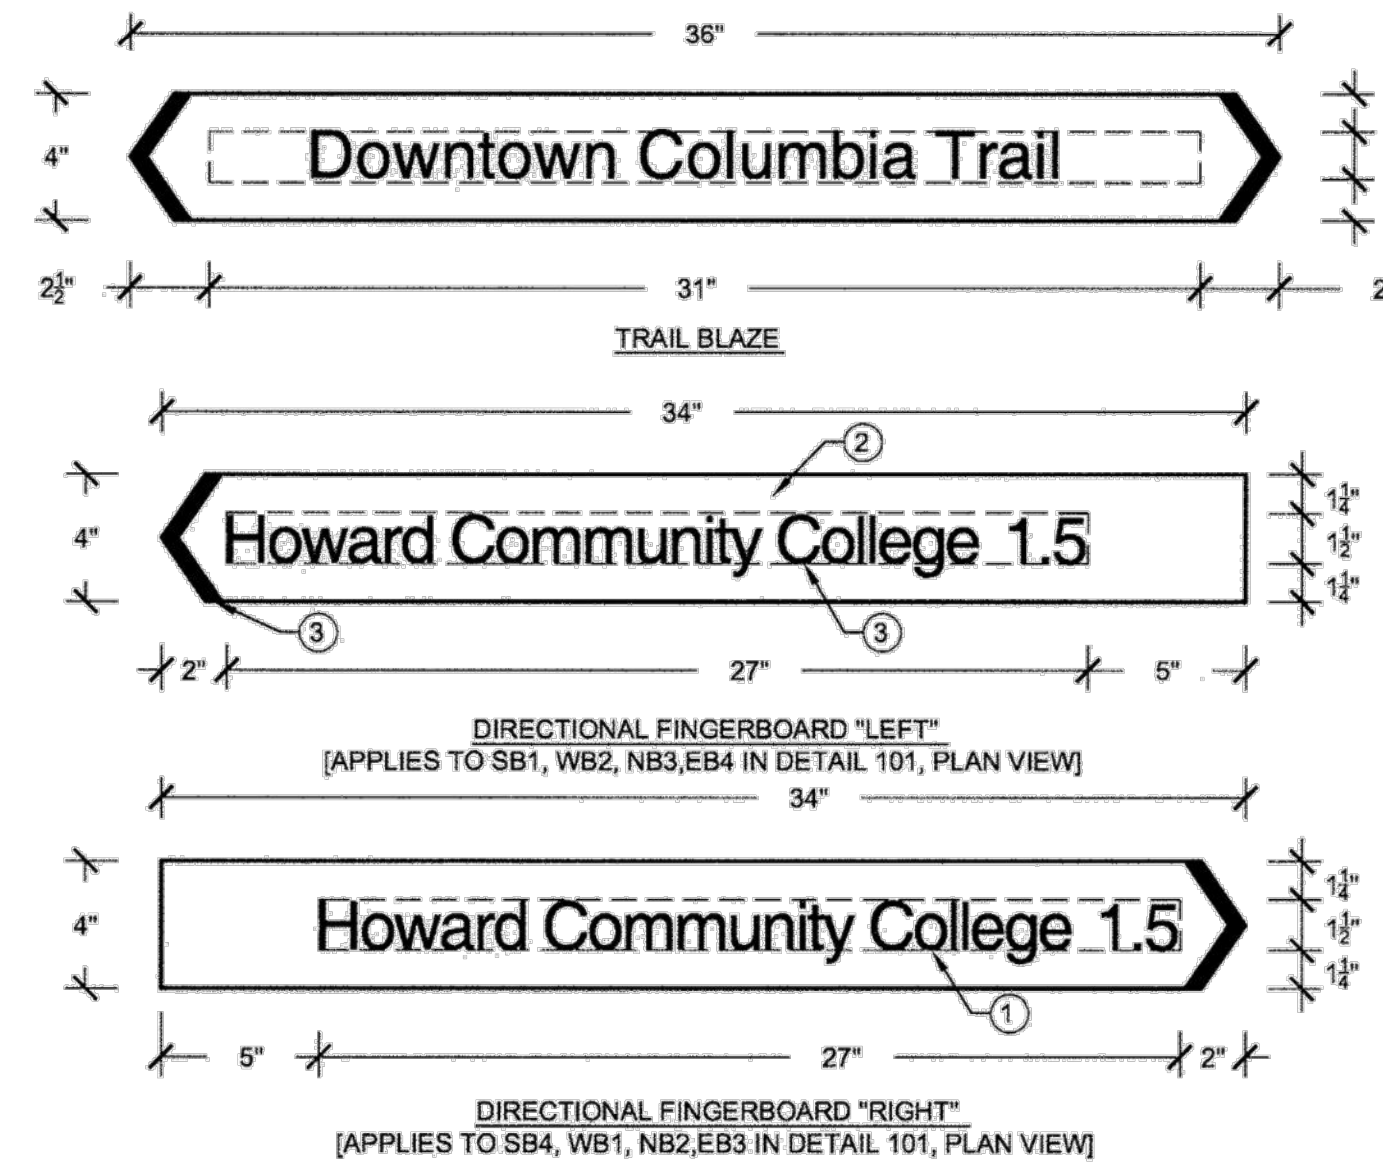 36"
4"
Downtown Columbia Trail
2½" 31" 2
TRAIL BLAZE
34"
2
4"
Howard Community College 1.5
1¼"
1½"
1¼"
3 3
2" 27" 5"
DIRECTIONAL FINGERBOARD "LEFT"
[APPLIES TO SB1, WB2, NB3,EB4 IN DETAIL 101, PLAN VIEW]
34"
4"
Howard Community College 1.5
1¼"
1½"
1¼"
1
5" 27" 2"
DIRECTIONAL FINGERBOARD "RIGHT"
[APPLIES TO SB4, WB1, NB2,EB3 IN DETAIL 101, PLAN VIEW]